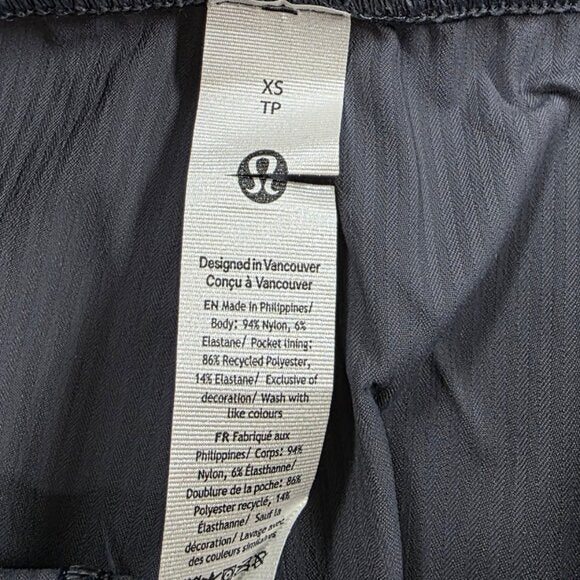 XS
TP
Designed in Vancouver
Conçu à Vancouver
EN Made in Philippines/
Body: 94% Nylon, 6%
Elastane/ Pocket lining:
86% Recycled Polyester,
14% Elastane/ Exclusive of
decoration/ Wash with
like colours
FR Fabriqué aux
Philippines/ Corps: 94%
Nylon, 6% Élasthanne/
Doublure de la poche: 86%
Polyester recyclé, 14%
Élasthanne/ Sauf la
décoration/ Lavage avec
des couleurs similaires